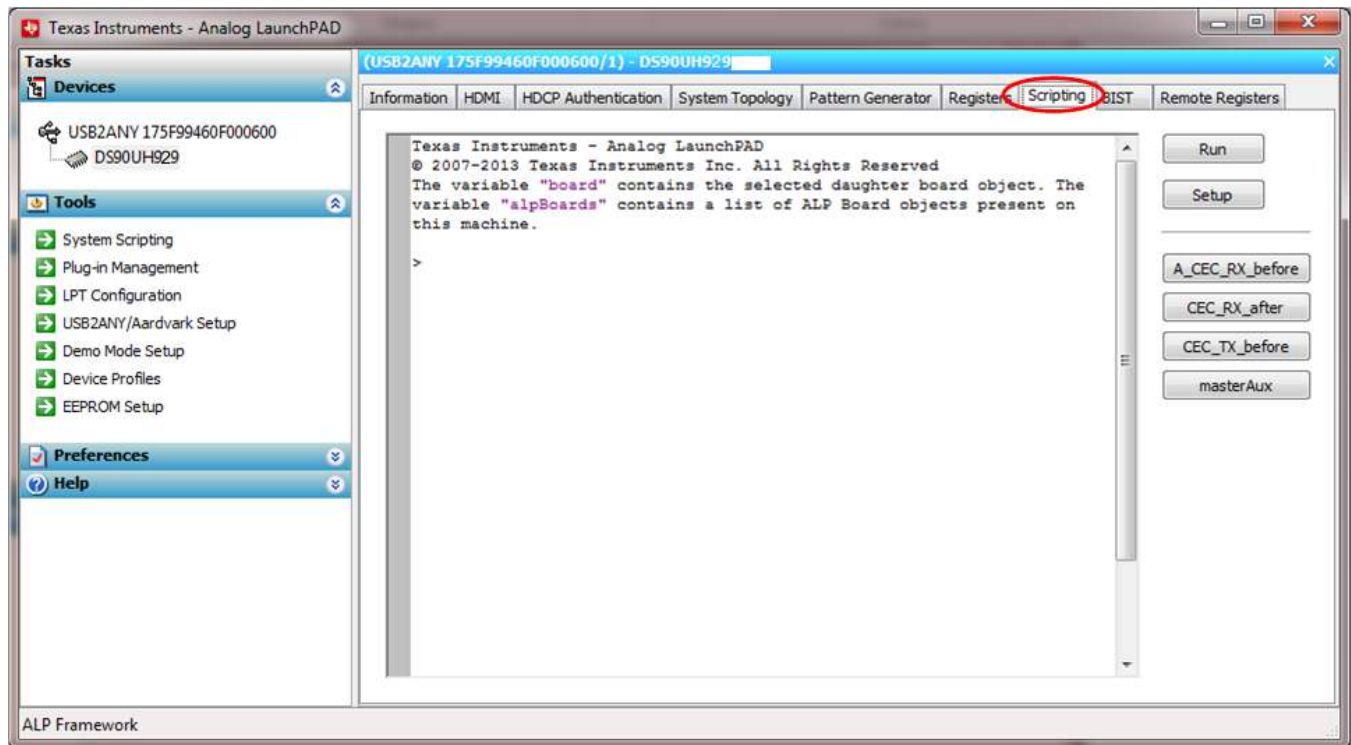 Texas Instruments - Analog LaunchPAD
Tasks
Devices
USB2ANY 175F99460F000600
DS90UH929
Tools
System Scripting
Plug-in Management
LPT Configuration
USB2ANY/Aardvark Setup
Demo Mode Setup
Device Profiles
EEPROM Setup
Preferences
Help
(USB2ANY 175F99460F000600/1) - DS90UH929
Information HDMI HDCP Authentication System Topology Pattern Generator Registers Scripting BIST Remote Registers
Texas Instruments - Analog LaunchPAD
© 2007-2013 Texas Instruments Inc. All Rights Reserved
The variable "board" contains the selected daughter board object. The
variable "alpBoards" contains a list of ALP Board objects present on
this machine.
>
Run
Setup
A_CEC_RX_before
CEC_RX_after
CEC_TX_before
masterAux
ALP Framework